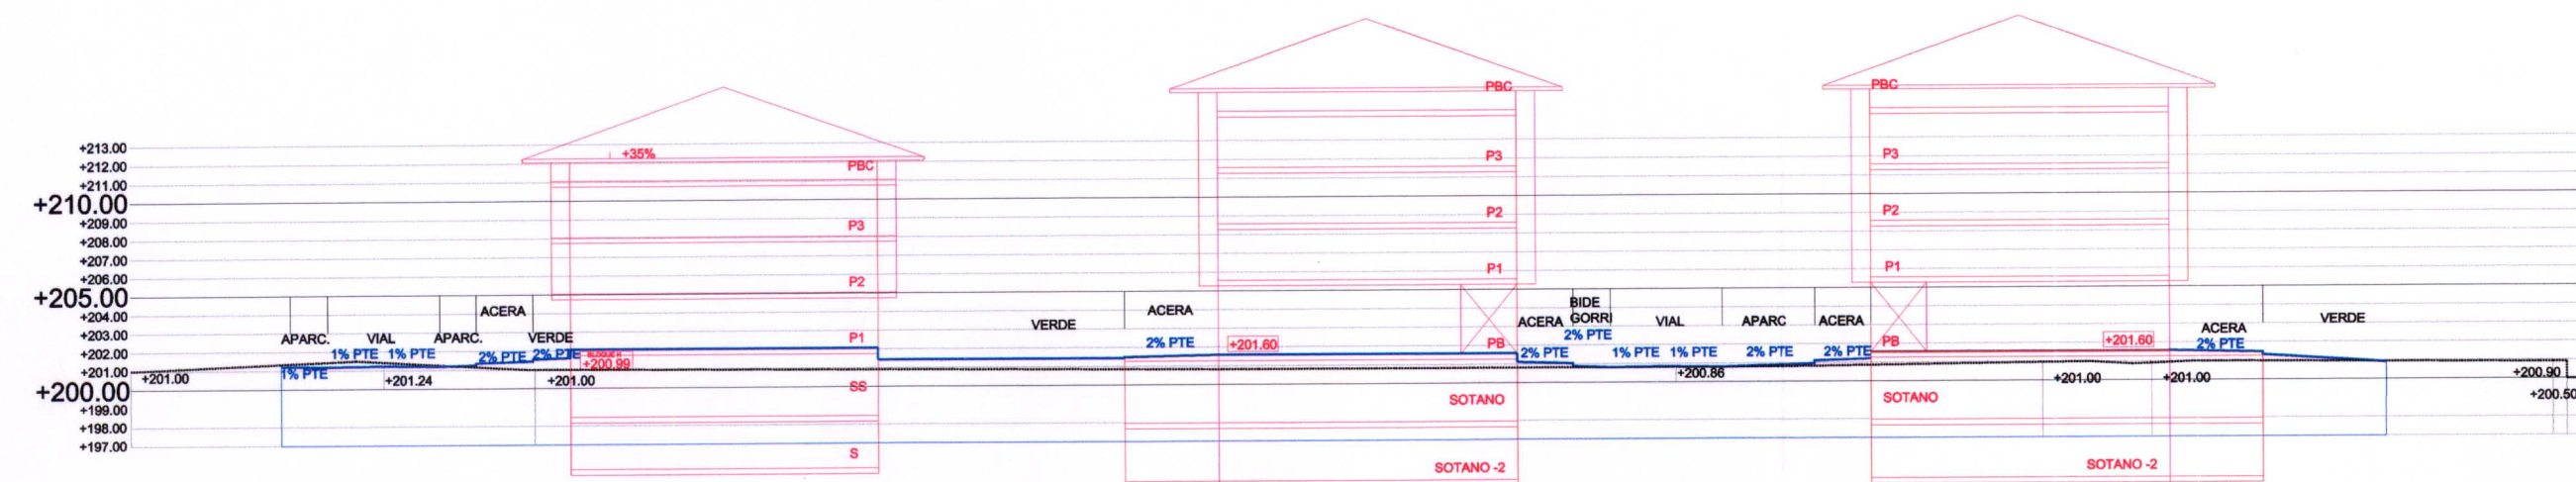 +213.00
+212.00
+211.00
+210.00
+209.00
+208.00
+207.00
+206.00
+205.00
+204.00
+203.00
+202.00
+201.00
+200.00
+199.00
+198.00
+197.00
APARC.
VIAL
APARC.
ACERA
VERDE
1% PTE
1% PTE
1% PTE
2% PTE
2% PTE
+201.00
+201.24
+201.00
+35%
PBC
P3
P2
P1
BLOQUE H
+200.99
SS
S
VERDE
ACERA
2% PTE
+201.60
PBC
P3
P2
P1
PB
SOTANO
SOTANO -2
ACERA
BIDE
GORRI
VIAL
APARC
ACERA
2% PTE
2% PTE
1% PTE
1% PTE
2% PTE
2% PTE
+200.86
PBC
P3
P2
P1
PB
+201.60
SOTANO
SOTANO -2
ACERA
2% PTE
VERDE
+201.00
+201.00
+200.90
+200.50